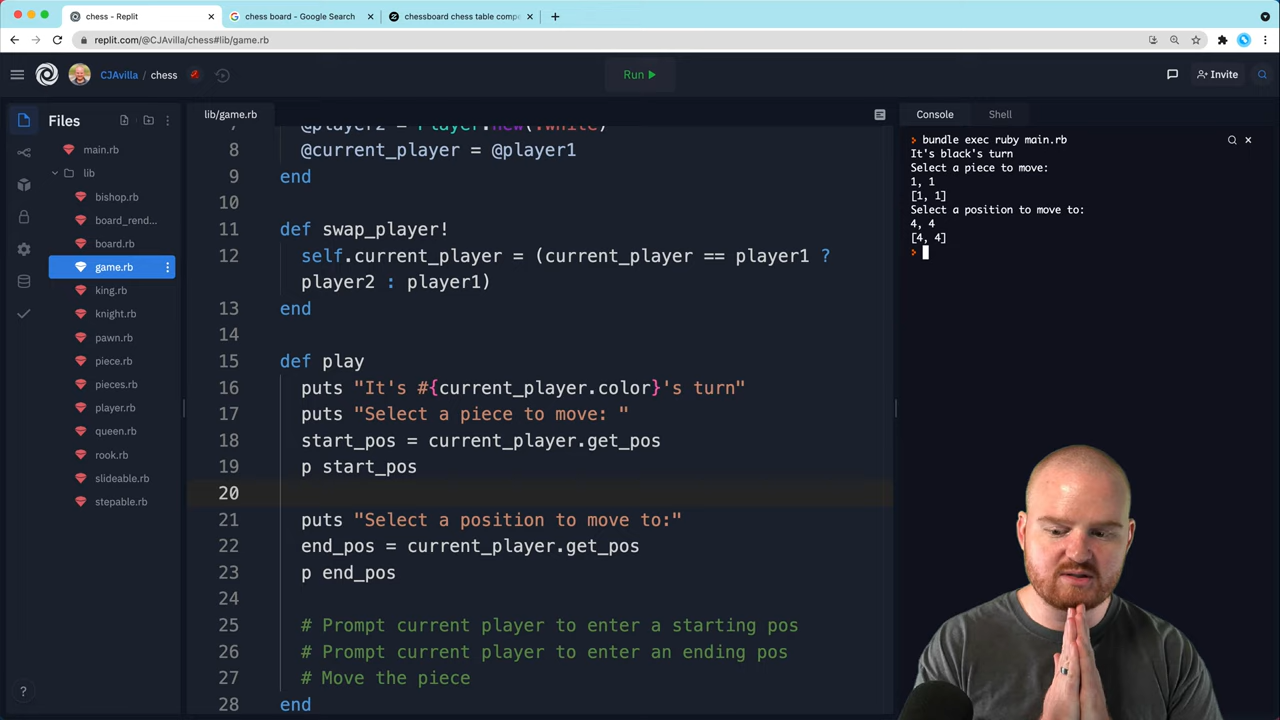 chess - Replit
chess board - Google Search
chessboard chess table comp
replit.com/@CJAvilla/chess#lib/game.rb
CJAvilla / chess
Run
Invite
Files
main.rb
lib
bishop.rb
board_rend...
board.rb
game.rb
king.rb
knight.rb
pawn.rb
piece.rb
pieces.rb
player.rb
queen.rb
rook.rb
slideable.rb
stepable.rb
?
lib/game.rb
7 @player2 = Player.new(:white)
8 @current_player = @player1
9 end
10
11 def swap_player!
12 self.current_player = (current_player == player1 ?
player2 : player1)
13 end
14
15 def play
16 puts "It's #{current_player.color}'s turn"
17 puts "Select a piece to move: "
18 start_pos = current_player.get_pos
19 p start_pos
20
21 puts "Select a position to move to:"
22 end_pos = current_player.get_pos
23 p end_pos
24
25 # Prompt current player to enter a starting pos
26 # Prompt current player to enter an ending pos
27 # Move the piece
28 end
Console
Shell
bundle exec ruby main.rb
It's black's turn
Select a piece to move:
1, 1
[1, 1]
Select a position to move to:
4, 4
[4, 4]